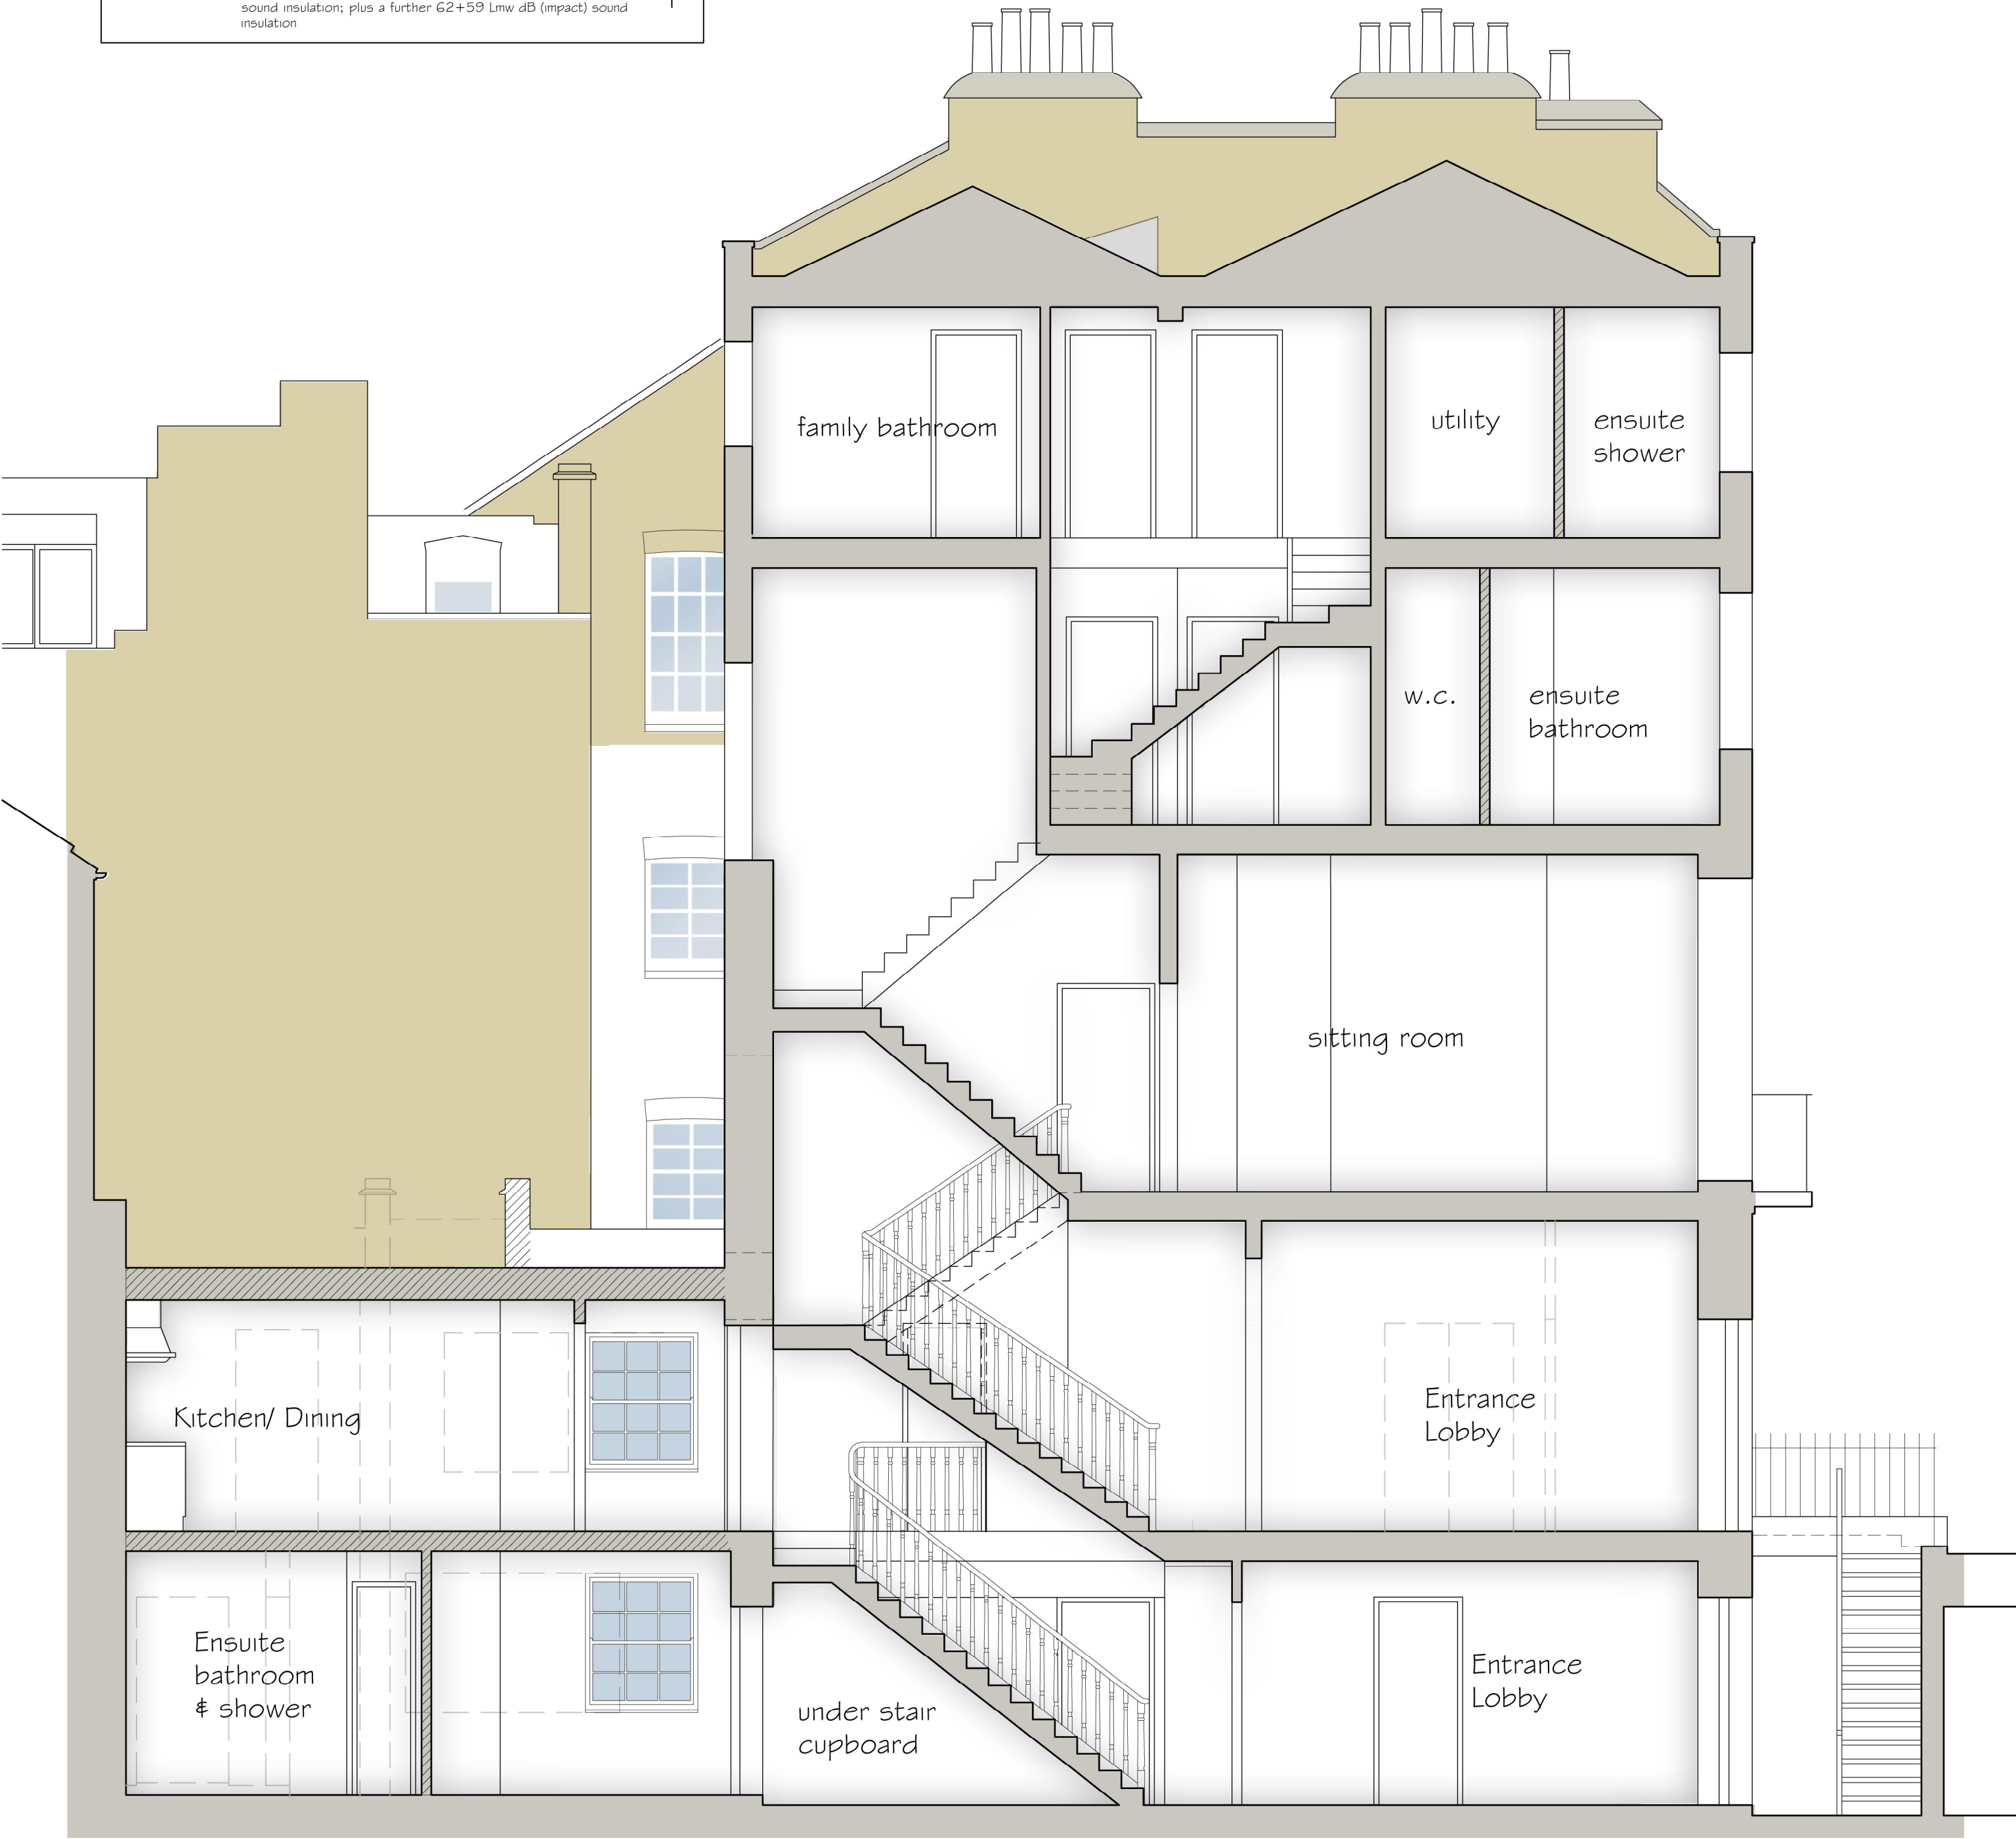 sound insulation; plus a further 62+59 Lmw dB (impact) sound
insulation
family bathroom
utility
ensuite
shower
w.c.
ensuite
bathroom
sitting room
Kitchen/ Dining
Entrance
Lobby
Ensuite
bathroom
& shower
under stair
cupboard
Entrance
Lobby